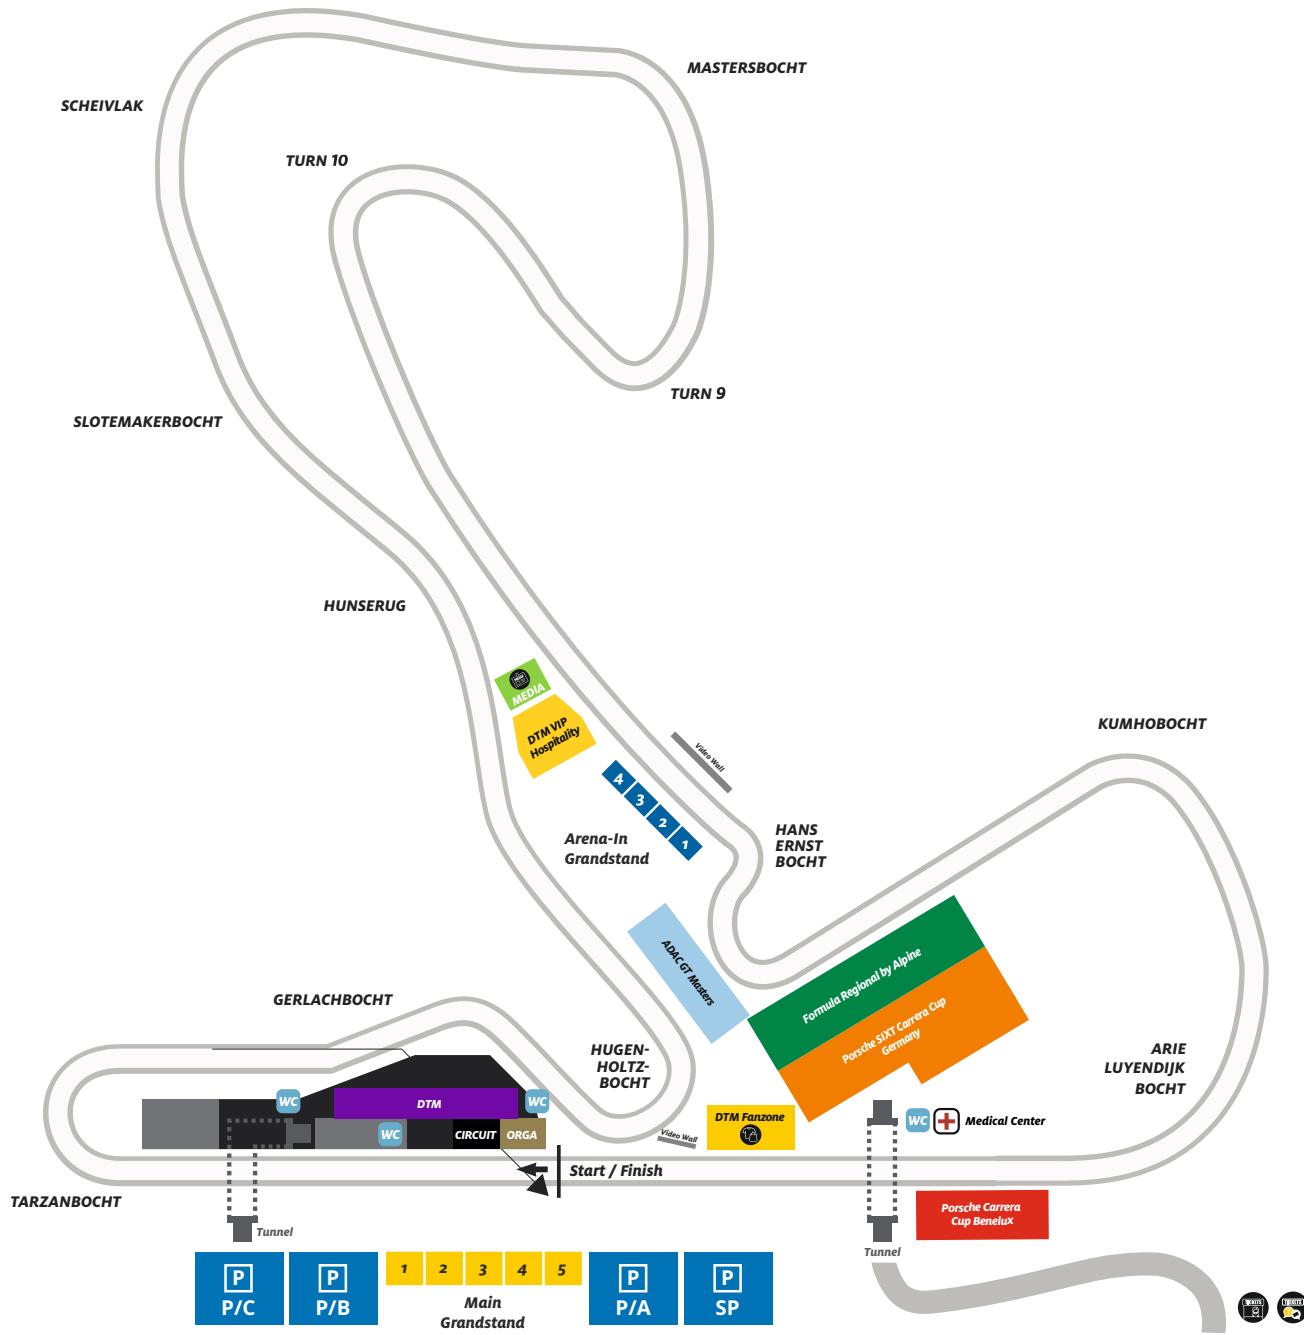 MASTERSBOCHT
SCHEIVLAK
TURN 10
TURN 9
SLOTEMAKERBOCHT
HUNSERUG
MEDIA
DTM VIP
Hospitality
Video Wall
KUMHOBOCHT
4
3
2
1
Arena-In
Grandstand
HANS
ERNST
BOCHT
ADAC GT Masters
Formula Regional by Alpine
Porsche SIXT Carrera Cup
Germany
GERLACHBOCHT
HUGEN-
HOLTZ-
BOCHT
ARIE
LUYENDIJK
BOCHT
WC
DTM
WC
WC
CIRCUIT
ORGA
Video Wall
DTM Fanzone
WC
Medical Center
Start / Finish
TARZANBOCHT
Tunnel
Porsche Carrera
Cup Benelux
Tunnel
P
P/C
P
P/B
1
2
3
4
5
Main
Grandstand
P
P/A
P
SP
TICKETS
TICKETS